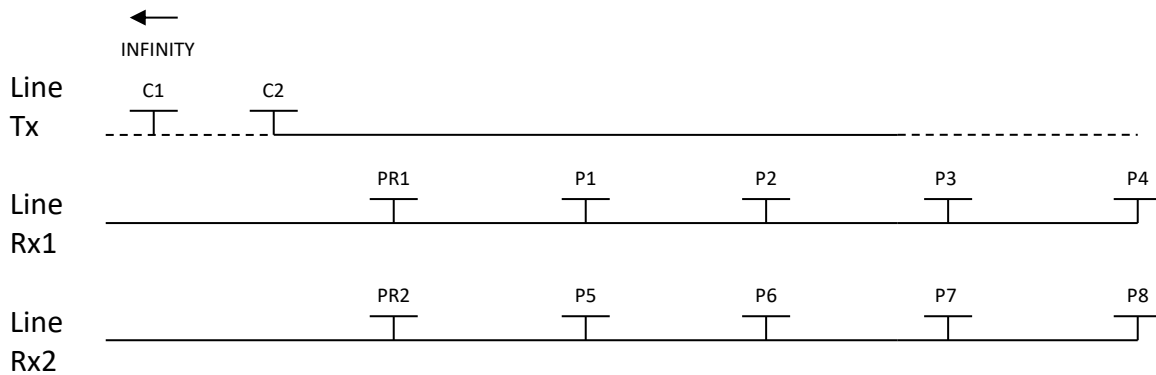 INFINITY
Line
Tx
C1 C2
Line
Rx1
PR1 P1 P2 P3 P4
Line
Rx2
PR2 P5 P6 P7 P8